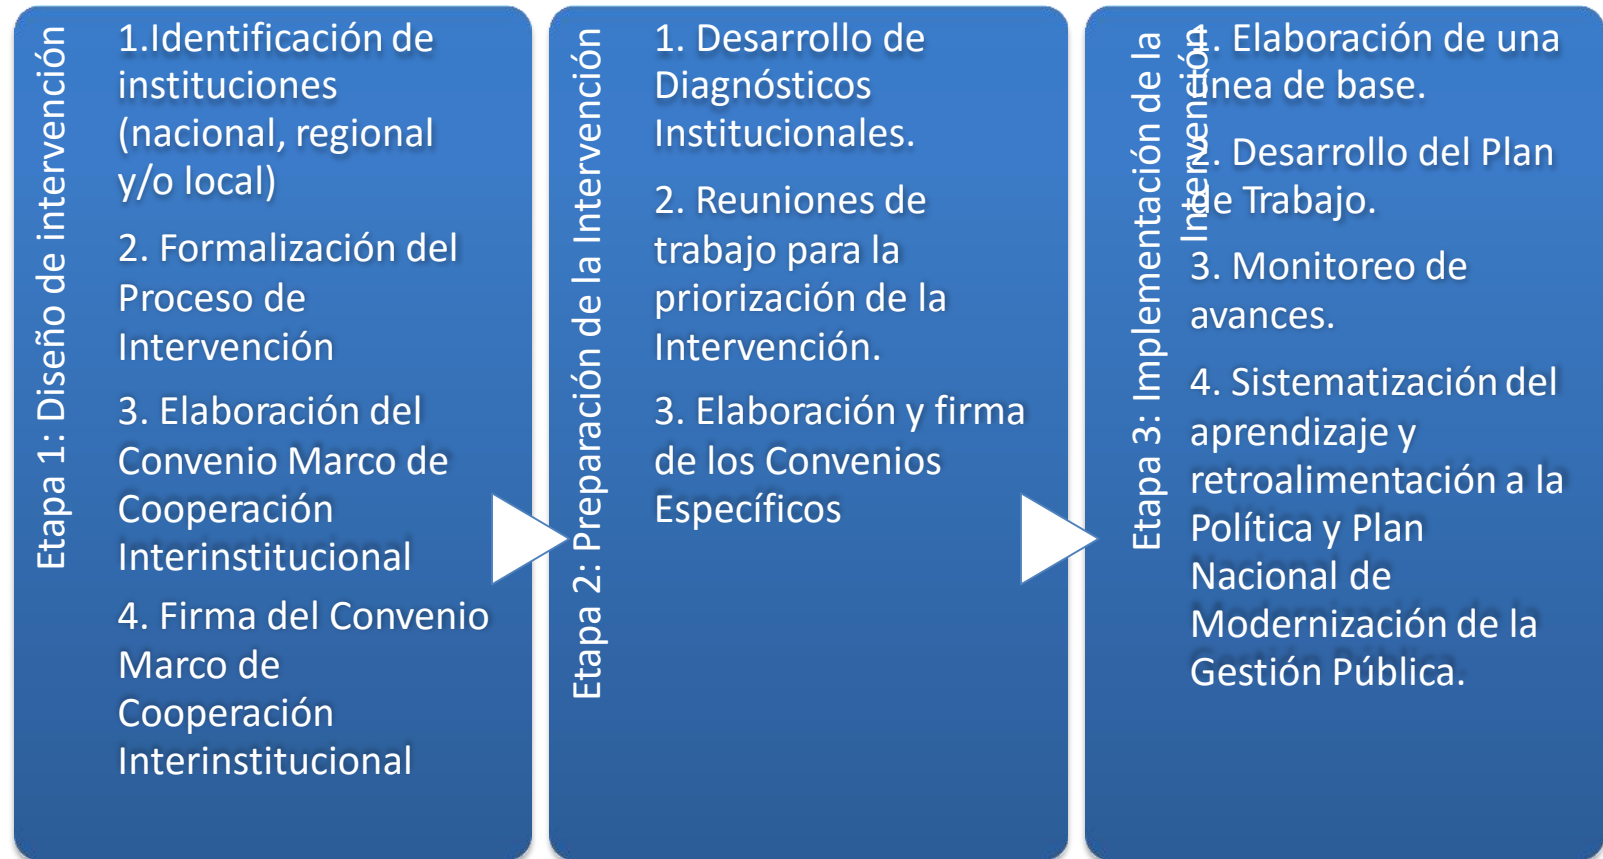 Etapa 1: Diseño de intervención
1.Identificación de
instituciones
(nacional, regional
y/o local)
2. Formalización del
Proceso de
Intervención
3. Elaboración del
Convenio Marco de
Cooperación
Interinstitucional
4. Firma del Convenio
Marco de
Cooperación
Interinstitucional
Etapa 2: Preparación de la Intervención
1. Desarrollo de
Diagnósticos
Institucionales.
2. Reuniones de
trabajo para la
priorización de la
Intervención.
3. Elaboración y firma
de los Convenios
Específicos
Etapa 3: Implementación de la
Intervención
1. Elaboración de una
línea de base.
2. Desarrollo del Plan
de Trabajo.
3. Monitoreo de
avances.
4. Sistematización del
aprendizaje y
retroalimentación a la
Política y Plan
Nacional de
Modernización de la
Gestión Pública.